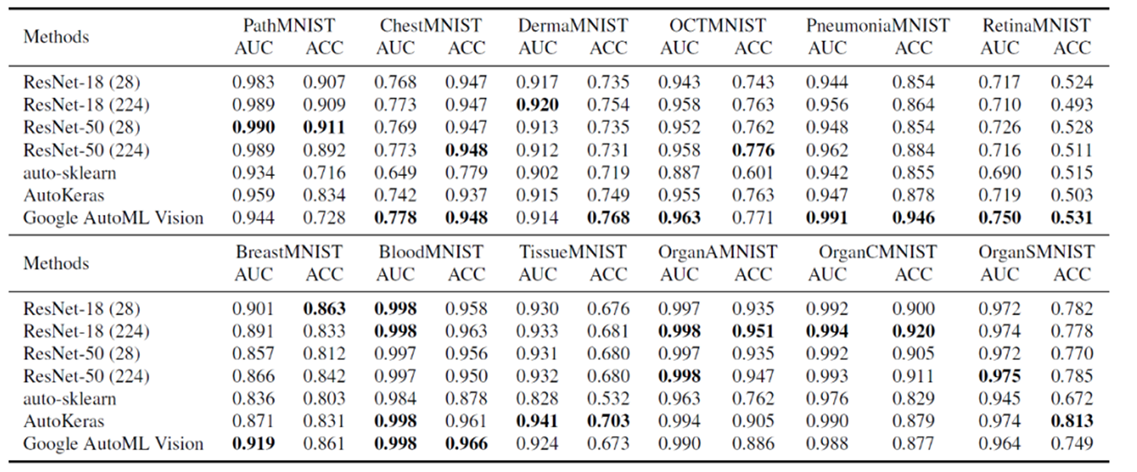 Methods PathMNIST ChestMNIST DermaMNIST OCTMNIST PneumoniaMNIST RetinaMNIST
AUC ACC AUC ACC AUC ACC AUC ACC AUC ACC AUC ACC
ResNet-18 (28) 0.983 0.907 0.768 0.947 0.917 0.735 0.943 0.743 0.944 0.854 0.717 0.524
ResNet-18 (224) 0.989 0.909 0.773 0.947 0.920 0.754 0.958 0.763 0.956 0.864 0.710 0.493
ResNet-50 (28) 0.990 0.911 0.769 0.947 0.913 0.735 0.952 0.762 0.948 0.854 0.726 0.528
ResNet-50 (224) 0.989 0.892 0.773 0.948 0.912 0.731 0.958 0.776 0.962 0.884 0.716 0.511
auto-sklearn 0.934 0.716 0.649 0.779 0.902 0.719 0.887 0.601 0.942 0.855 0.690 0.515
AutoKeras 0.959 0.834 0.742 0.937 0.915 0.749 0.955 0.763 0.947 0.878 0.719 0.503
Google AutoML Vision 0.944 0.728 0.778 0.948 0.914 0.768 0.963 0.771 0.991 0.946 0.750 0.531
Methods BreastMNIST BloodMNIST TissueMNIST OrganAMNIST OrganCMNIST OrganSMNIST
AUC ACC AUC ACC AUC ACC AUC ACC AUC ACC AUC ACC
ResNet-18 (28) 0.901 0.863 0.998 0.958 0.930 0.676 0.997 0.935 0.992 0.900 0.972 0.782
ResNet-18 (224) 0.891 0.833 0.998 0.963 0.933 0.681 0.998 0.951 0.994 0.920 0.974 0.778
ResNet-50 (28) 0.857 0.812 0.997 0.956 0.931 0.680 0.997 0.935 0.992 0.905 0.972 0.770
ResNet-50 (224) 0.866 0.842 0.997 0.950 0.932 0.680 0.998 0.947 0.993 0.911 0.975 0.785
auto-sklearn 0.836 0.803 0.984 0.878 0.828 0.532 0.963 0.762 0.976 0.829 0.945 0.672
AutoKeras 0.871 0.831 0.998 0.961 0.941 0.703 0.994 0.905 0.990 0.879 0.974 0.813
Google AutoML Vision 0.919 0.861 0.998 0.966 0.924 0.673 0.990 0.886 0.988 0.877 0.964 0.749